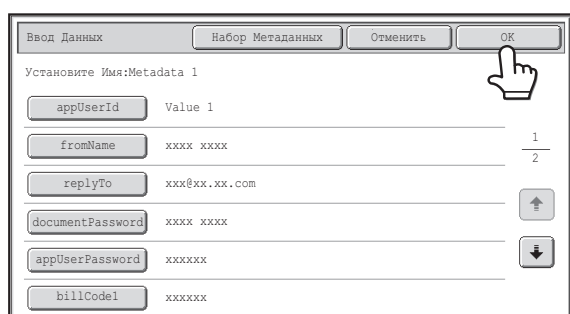 Ввод Данных Набор Метаданных Отменить OK
Установите Имя:Metadata 1
appUserId Value 1
fromName xxxx xxxx
1
2
replyTo xxx@xx.xx.com
documentPassword xxxx xxxx
appUserPassword xxxxxx
billCode1 xxxxxx